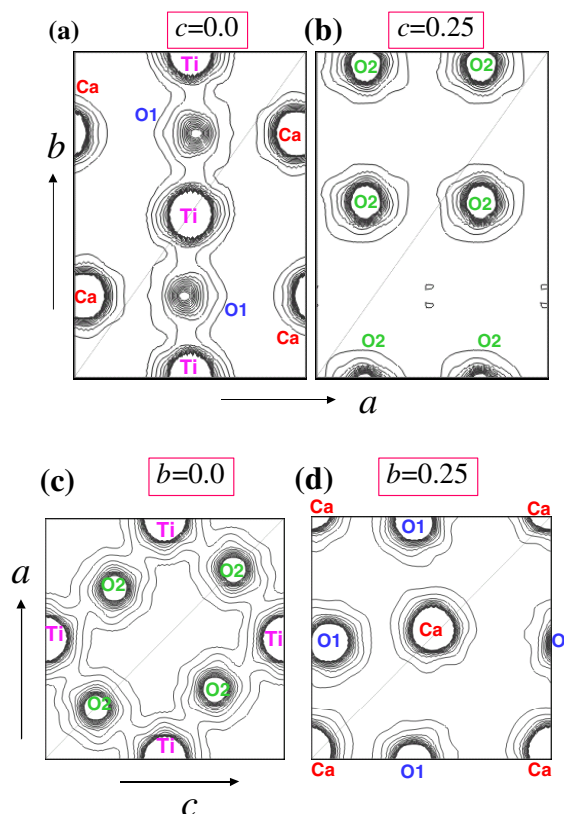 (a) c=0.0
(b) c=0.25
Ti
Ca
O1
Ca
b
Ti
Ca
O1
Ca
Ti
O2 O2
O2 O2
O2 O2
a
(c) b=0.0
(d) b=0.25
Ti
O2
O2
a
Ti
Ti
O2
O2
Ti
c
Ca
O1
Ca
O1
Ca
O
Ca
O1
Ca